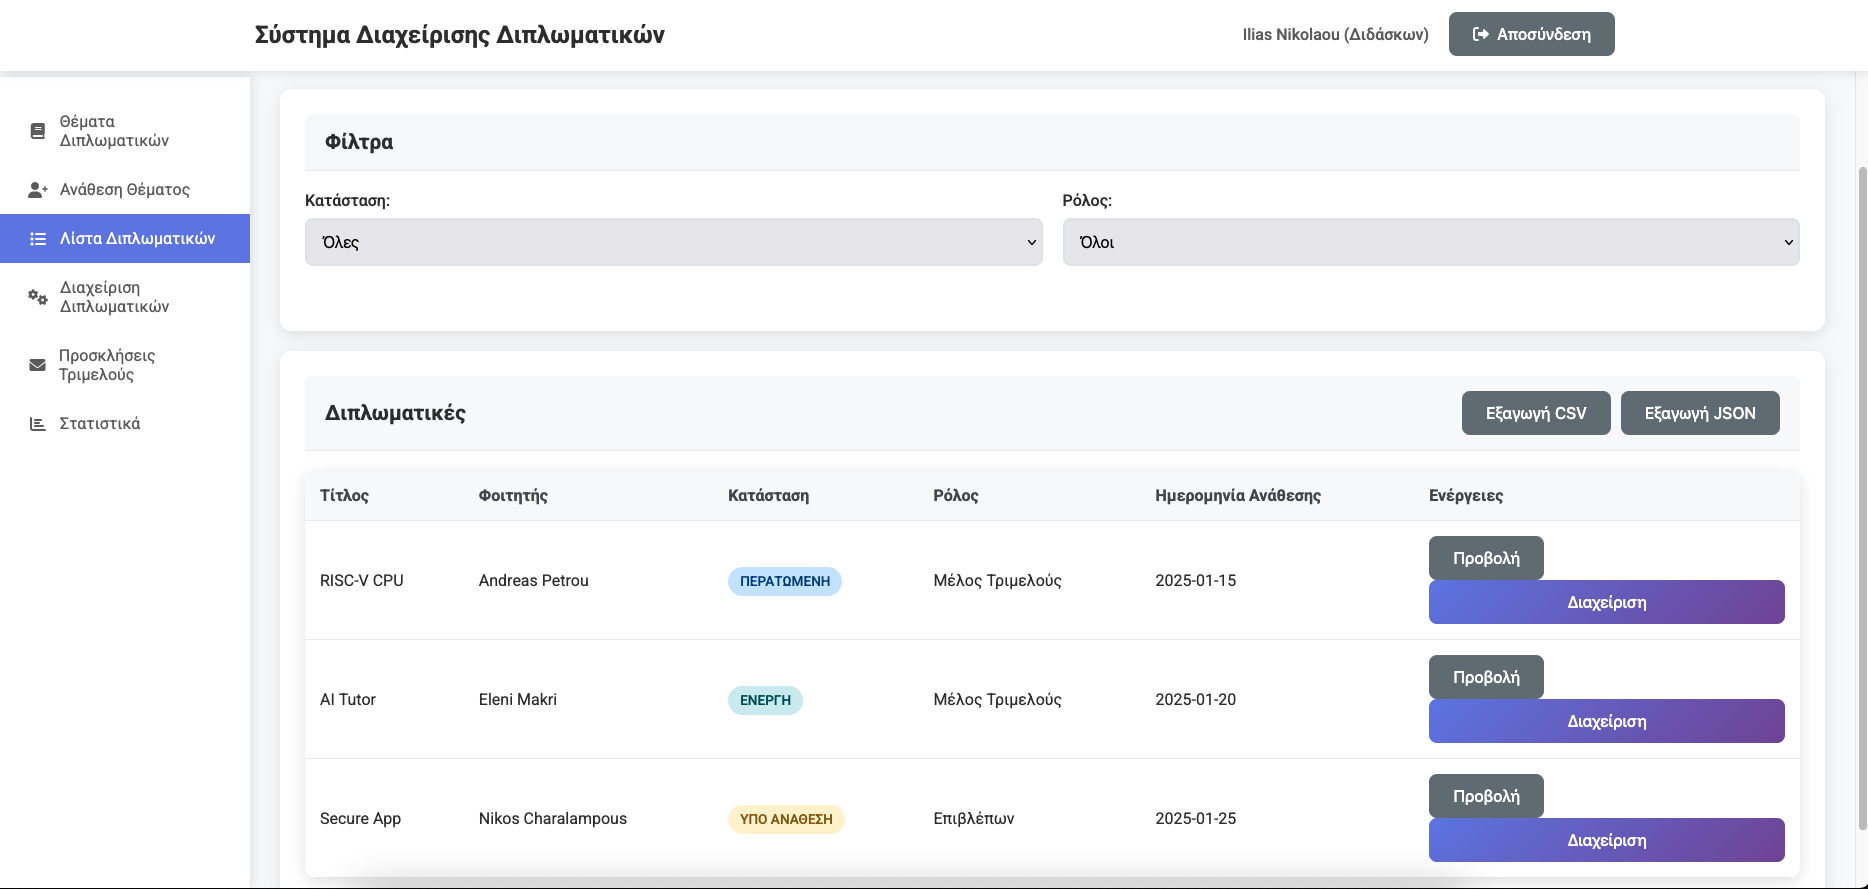 Σύστημα Διαχείρισης Διπλωματικών
Ilias Nikolaou (Διδάσκων)
Αποσύνδεση
Θέματα
Διπλωματικών
Ανάθεση Θέματος
Λίστα Διπλωματικών
Διαχείριση
Διπλωματικών
Προσκλήσεις
Τριμελούς
Στατιστικά
Φίλτρα
Κατάσταση:
Όλες
Ρόλος:
Όλοι
Διπλωματικές
Εξαγωγή CSV
Εξαγωγή JSON
Τίτλος Φοιτητής Κατάσταση Ρόλος Ημερομηνία Ανάθεσης Ενέργειες
RISC-V CPU Andreas Petrou ΠΕΡΑΤΩΜΕΝΗ Μέλος Τριμελούς 2025-01-15
Προβολή
Διαχείριση
AI Tutor Eleni Makri ΕΝΕΡΓΗ Μέλος Τριμελούς 2025-01-20
Προβολή
Διαχείριση
Secure App Nikos Charalampous ΥΠΟ ΑΝΑΘΕΣΗ Επιβλέπων 2025-01-25
Προβολή
Διαχείριση